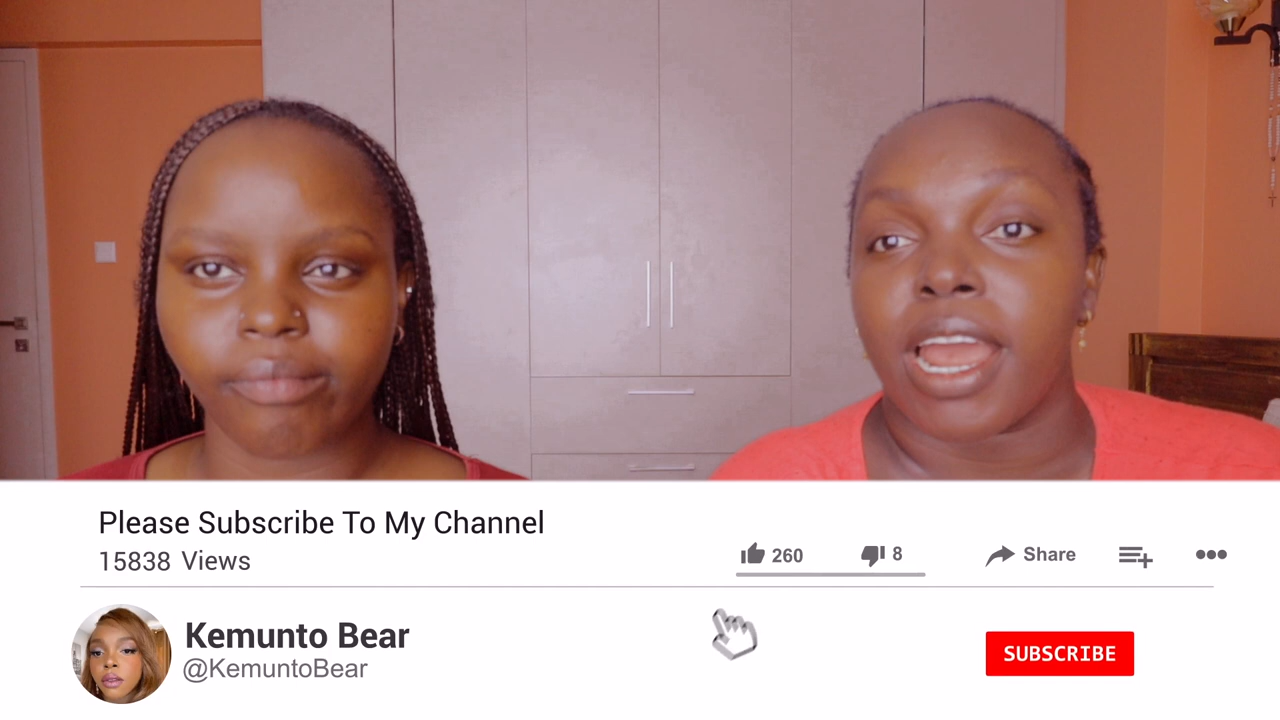 Please Subscribe To My Channel
15838 Views
260
8
Share
Kemunto Bear
@KemuntoBear
SUBSCRIBE